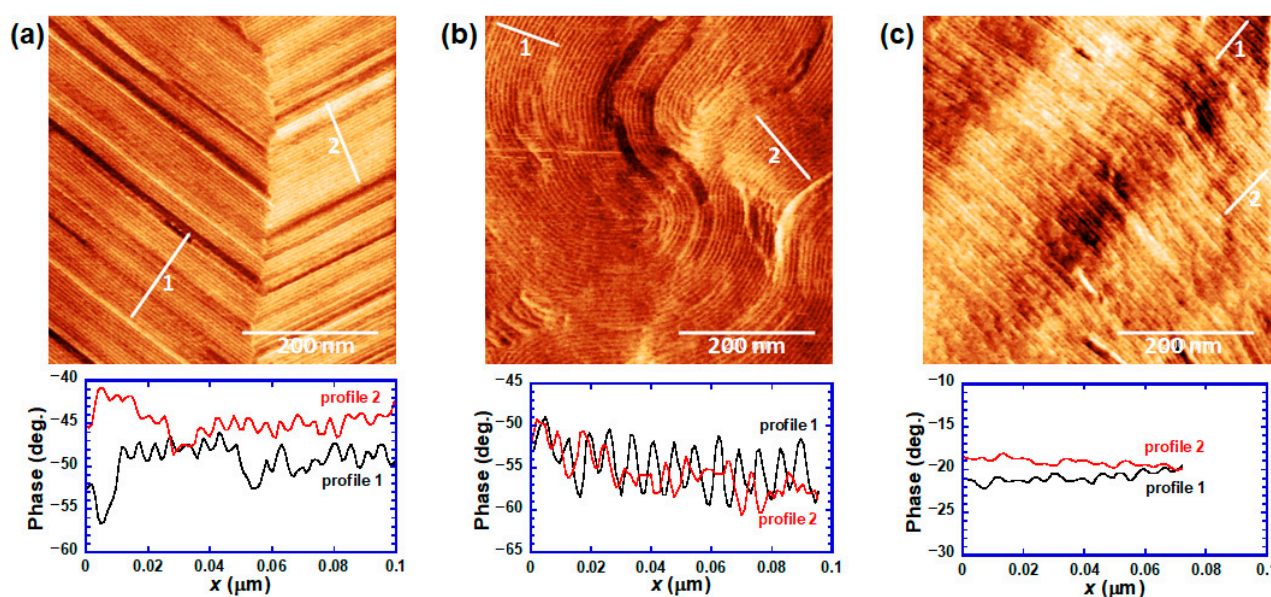 (a)
1
2
200 nm
(b)
1
2
200 nm
(c)
1
2
200 nm
−40
−45
−50
−55
−60
Phase (deg.)
profile 2
profile 1
0 0.02 0.04 0.06 0.08 0.1
x (μm)
−45
−50
−55
−60
−65
Phase (deg.)
profile 1
profile 2
0 0.02 0.04 0.06 0.08 0.1
x (μm)
−10
−15
−20
−25
−30
Phase (deg.)
profile 2
profile 1
0 0.02 0.04 0.06 0.08 0.1
x (μm)